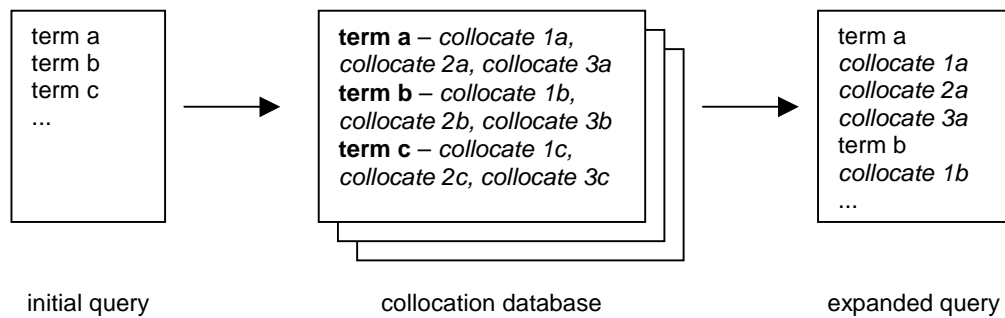 term a
term b
term c
...
term a – collocate 1a,
collocate 2a, collocate 3a
term b – collocate 1b,
collocate 2b, collocate 3b
term c – collocate 1c,
collocate 2c, collocate 3c
term a
collocate 1a
collocate 2a
collocate 3a
term b
collocate 1b
...
initial query
collocation database
expanded query